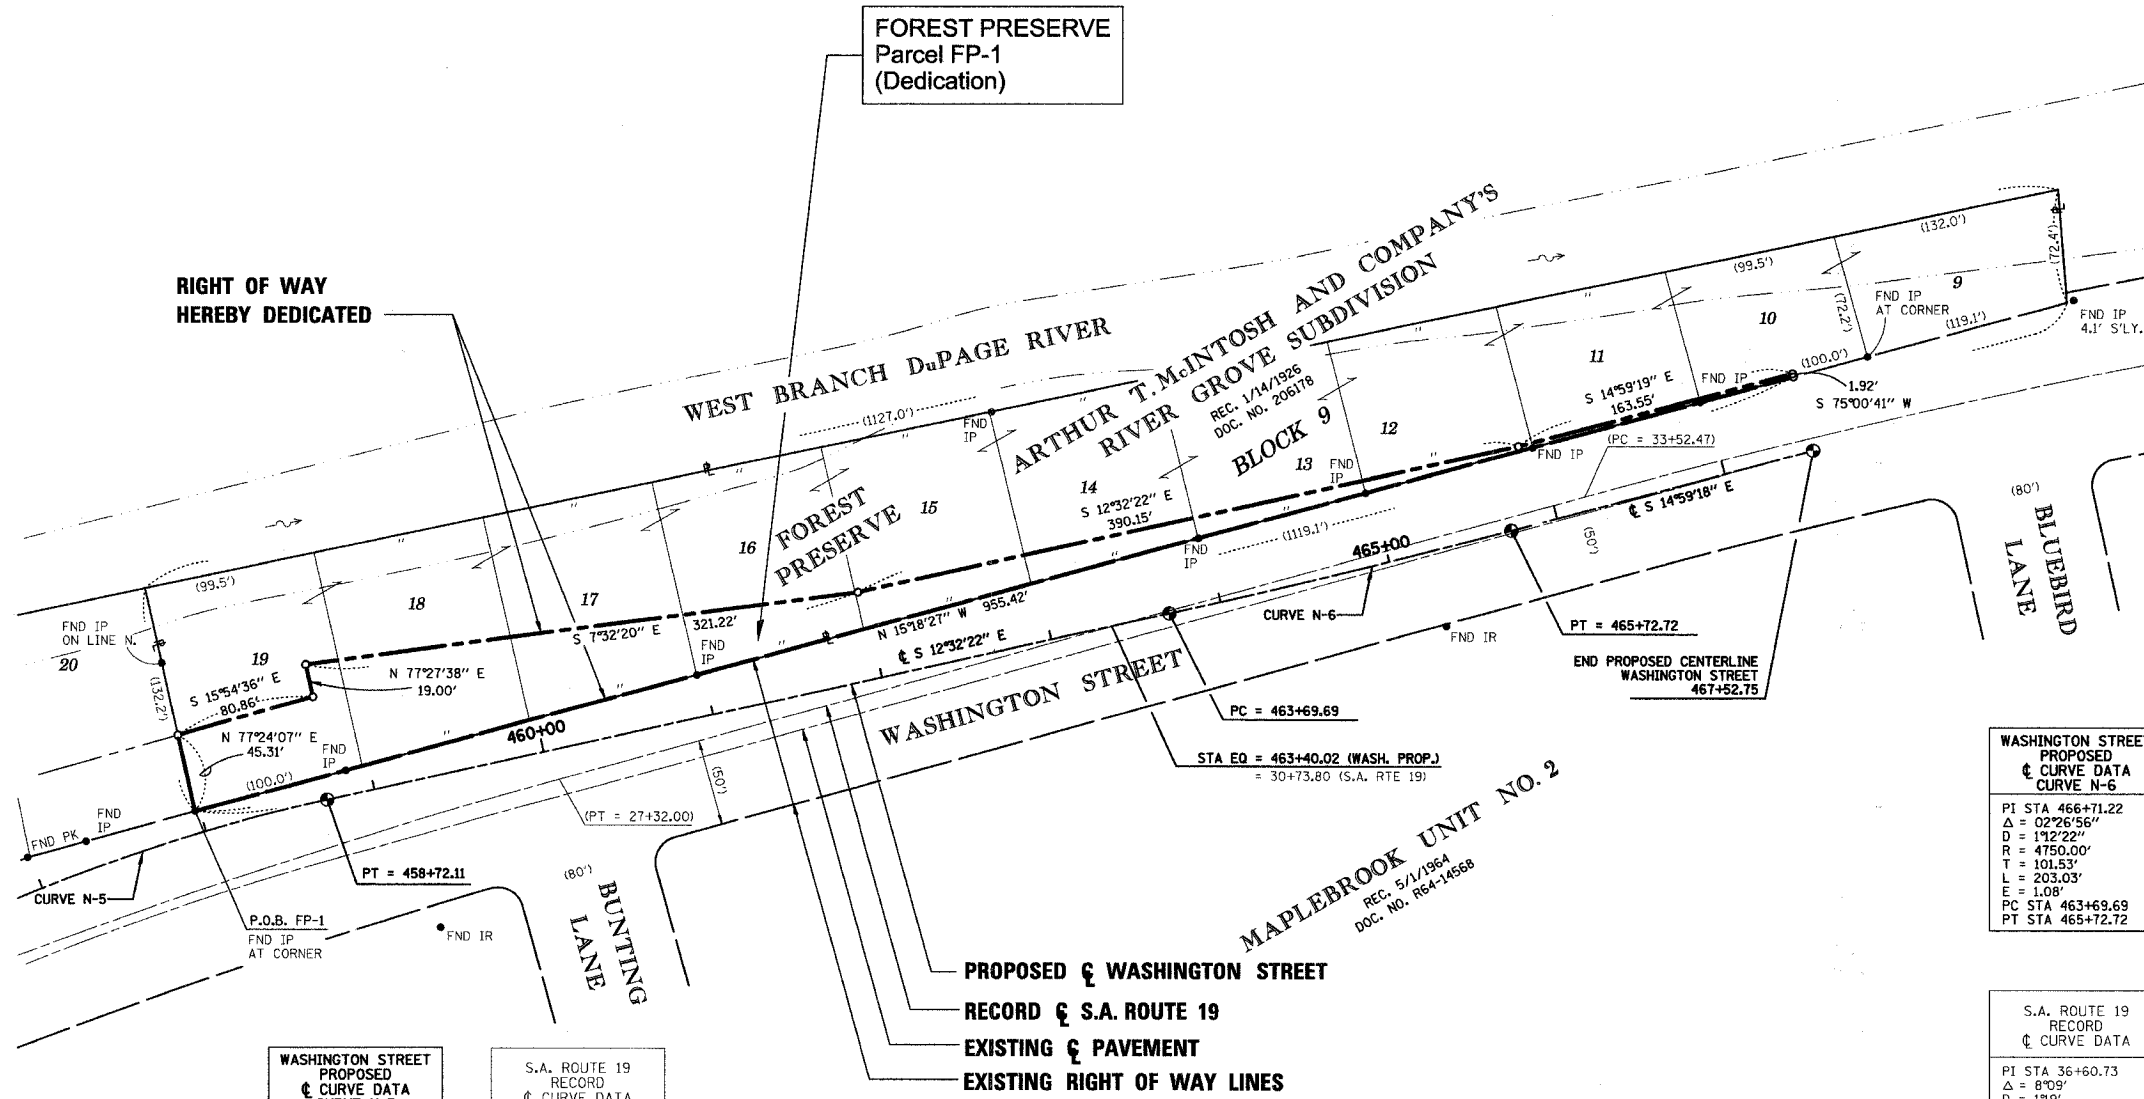 FOREST PRESERVE
Parcel FP-1
(Dedication)
RIGHT OF WAY
HEREBY DEDICATED
WEST BRANCH DuPAGE RIVER
ARTHUR T. McINTOSH AND COMPANY'S
RIVER GROVE SUBDIVISION
REC. 1/14/1926
DOC. NO. 206178
BLOCK 9
FOREST
PRESERVE
(1127.0')
(132.0')
(99.5')
(72.4')
(72.2')
(119.1')
(100.0')
9
10
11
12
13
14
15
16
17
18
19
20
FND IP
AT CORNER
FND IP
4.1' S'LY.
1.92'
S 75°00'41" W
S 14°59'19" E
163.55'
FND IP
FND IP
FND
IP
FND
IP
FND
IP
FND
IP
FND
IP
S 12°32'22" E
390.15'
(1119.1')
N 15°18'27" W 955.42'
S 7°32'20" E 321.22'
(99.5')
FND IP
ON LINE N.
(132.2')
S 15°54'36" E
80.86'
N 77°27'38" E
19.00'
N 77°24'07" E
45.31'
(100.0')
FND PK
FND
IP
CURVE N-5
P.O.B. FP-1
FND IP
AT CORNER
PT = 458+72.11
460+00
465+00
℄ S 12°32'22" E
℄ S 14°59'18" E
(PC = 33+52.47)
(50')
CURVE N-6
FND IR
PT = 465+72.72
END PROPOSED CENTERLINE
WASHINGTON STREET
467+52.75
PC = 463+69.69
STA EQ = 463+40.02 (WASH. PROP.)
= 30+73.80 (S.A. RTE 19)
WASHINGTON STREET
(PT = 27+32.00)
(50')
(80')
BUNTING
LANE
FND IR
(80')
BLUEBIRD
LANE
MAPLEBROOK UNIT NO. 2
REC. 5/1/1964
DOC. NO. R64-14568
PROPOSED ℄ WASHINGTON STREET
RECORD ℄ S.A. ROUTE 19
EXISTING ℄ PAVEMENT
EXISTING RIGHT OF WAY LINES
WASHINGTON STREET
PROPOSED
℄ CURVE DATA
CURVE N-6
PI STA 466+71.22
Δ = 02°26'56"
D = 1°12'22"
R = 4750.00'
T = 101.53'
L = 203.03'
E = 1.08'
PC STA 463+69.69
PT STA 465+72.72
S.A. ROUTE 19
RECORD
℄ CURVE DATA
PI STA 36+60.73
Δ = 8°09'
WASHINGTON STREET
PROPOSED
℄ CURVE DATA
S.A. ROUTE 19
RECORD
℄ CURVE DATA